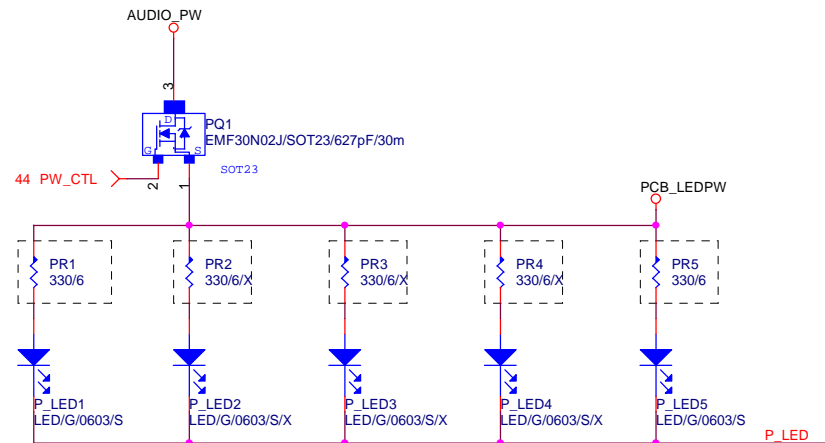 AUDIO_PW
3
D
PQ1
EMF30N02J/SOT23/627pF/30m
G
S
SOT23
44 PW_CTL
2
1
PCB_LEDPW
PR1
330/6
PR2
330/6/X
PR3
330/6/X
PR4
330/6/X
PR5
330/6
P_LED1
LED/G/0603/S
P_LED2
LED/G/0603/S/X
P_LED3
LED/G/0603/S/X
P_LED4
LED/G/0603/S/X
P_LED5
LED/G/0603/S
P_LED